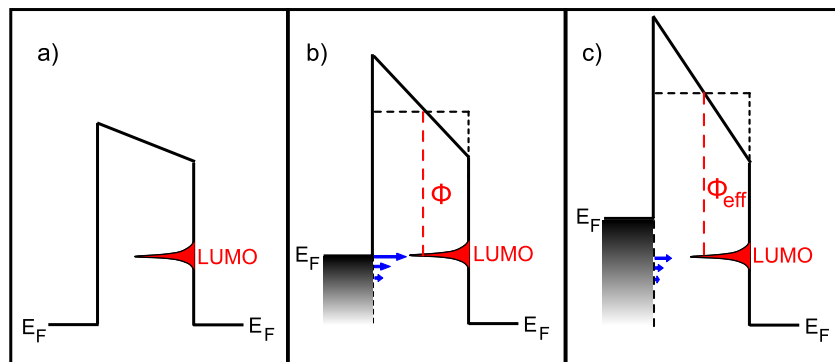 a)
E_F
LUMO
E_F
b)
E_F
Φ
LUMO
E_F
c)
E_F
Φ_eff
LUMO
E_F